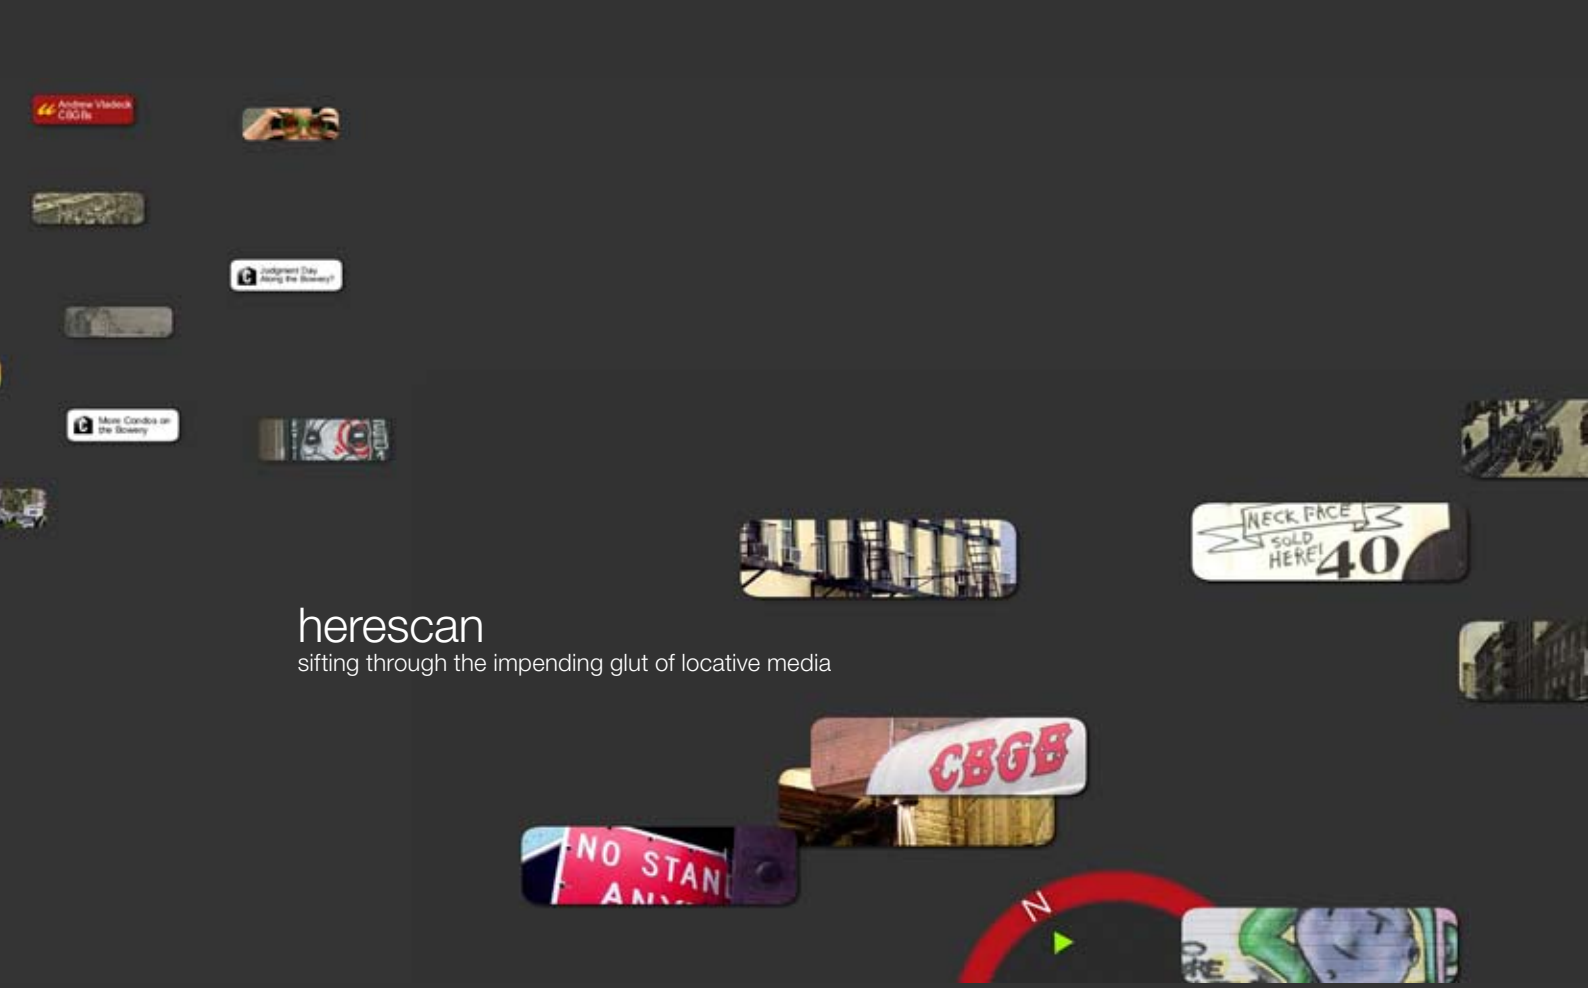 Andrew Vladeck
CBGBs
Judgment Day
Along the Bowery?
More Condos on
the Bowery
NECK FACE
SOLD
HERE!
40
herescan
sifting through the impending glut of locative media
CBGB
NO STAN
N